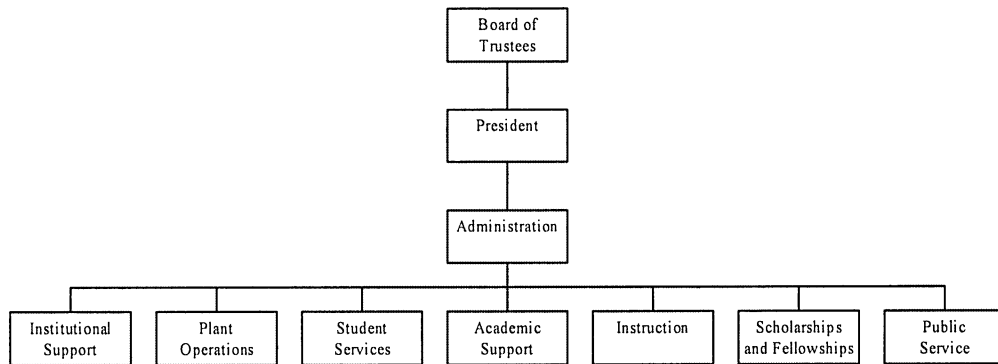 Board of
Trustees
President
Administration
Institutional
Support
Plant
Operations
Student
Services
Academic
Support
Instruction
Scholarships
and Fellowships
Public
Service